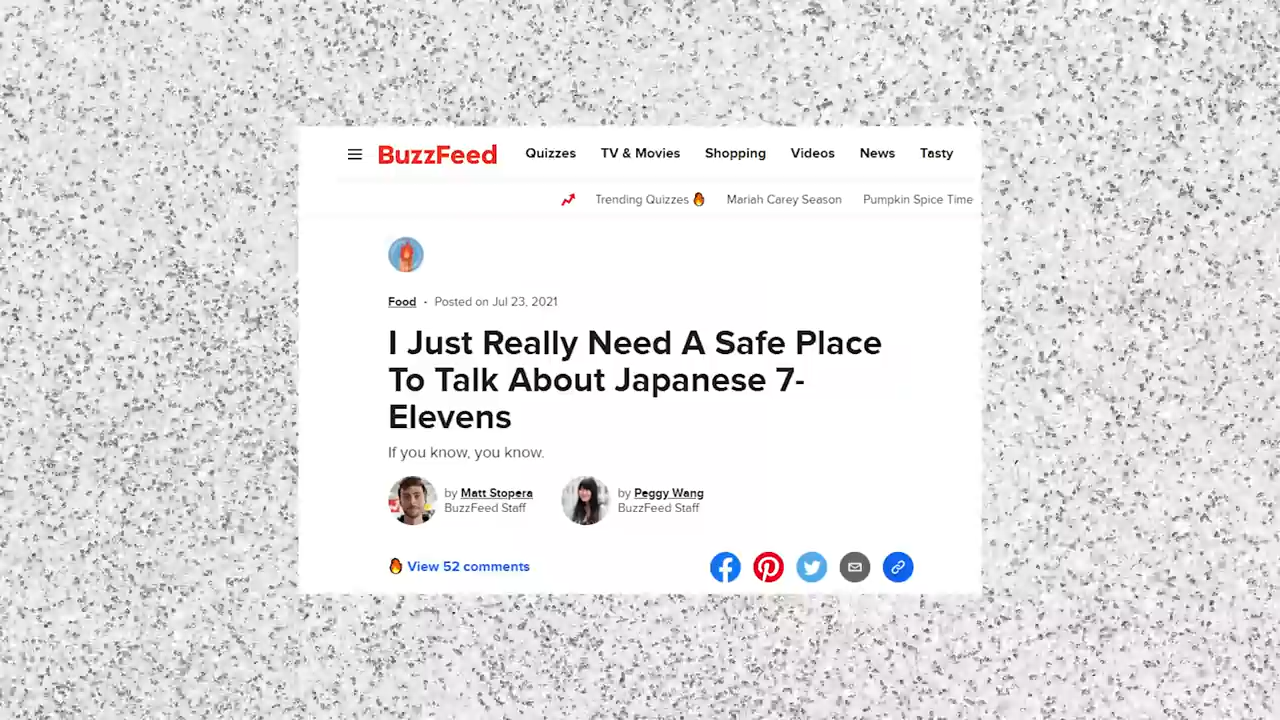 BuzzFeed Quizzes TV & Movies Shopping Videos News Tasty
Trending Quizzes Mariah Carey Season Pumpkin Spice Time
Food · Posted on Jul 23, 2021
I Just Really Need A Safe Place
To Talk About Japanese 7-
Elevens
If you know, you know.
by Matt Stopera
BuzzFeed Staff
by Peggy Wang
BuzzFeed Staff
View 52 comments